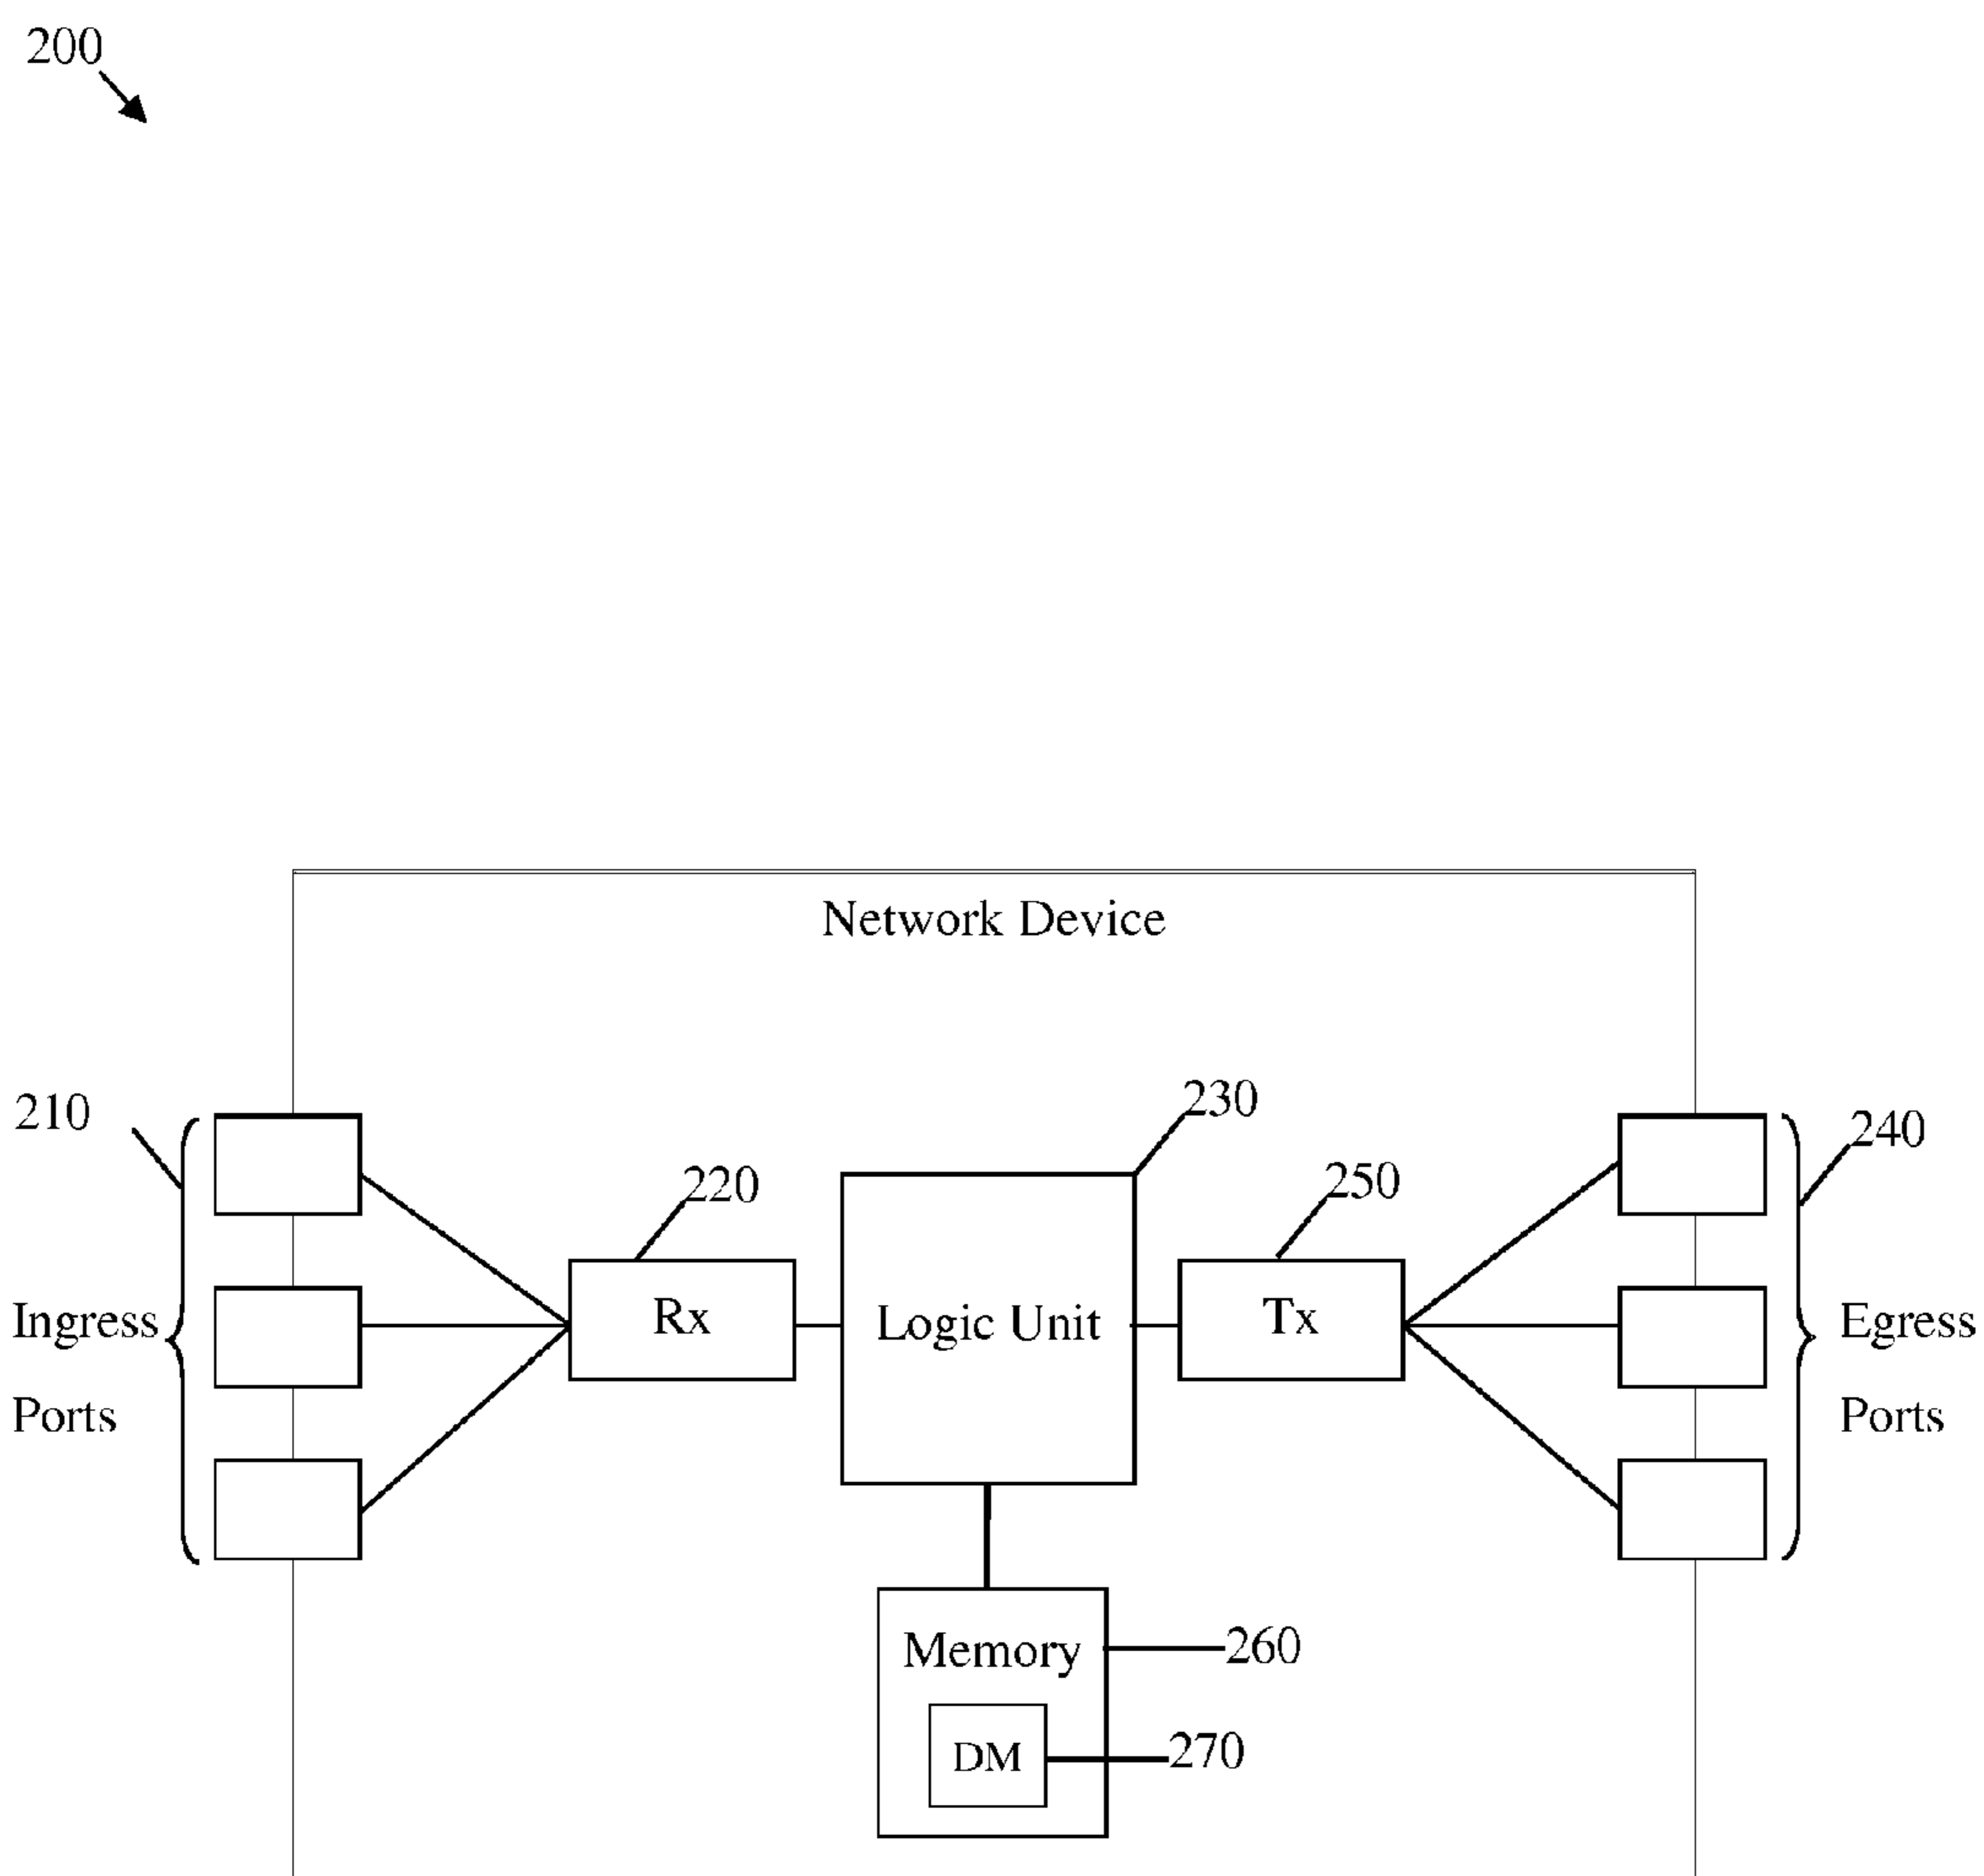 200
Network Device
210
230
240
220
250
Ingress
Ports
Rx
Logic Unit
Tx
Egress
Ports
Memory
260
DM
270